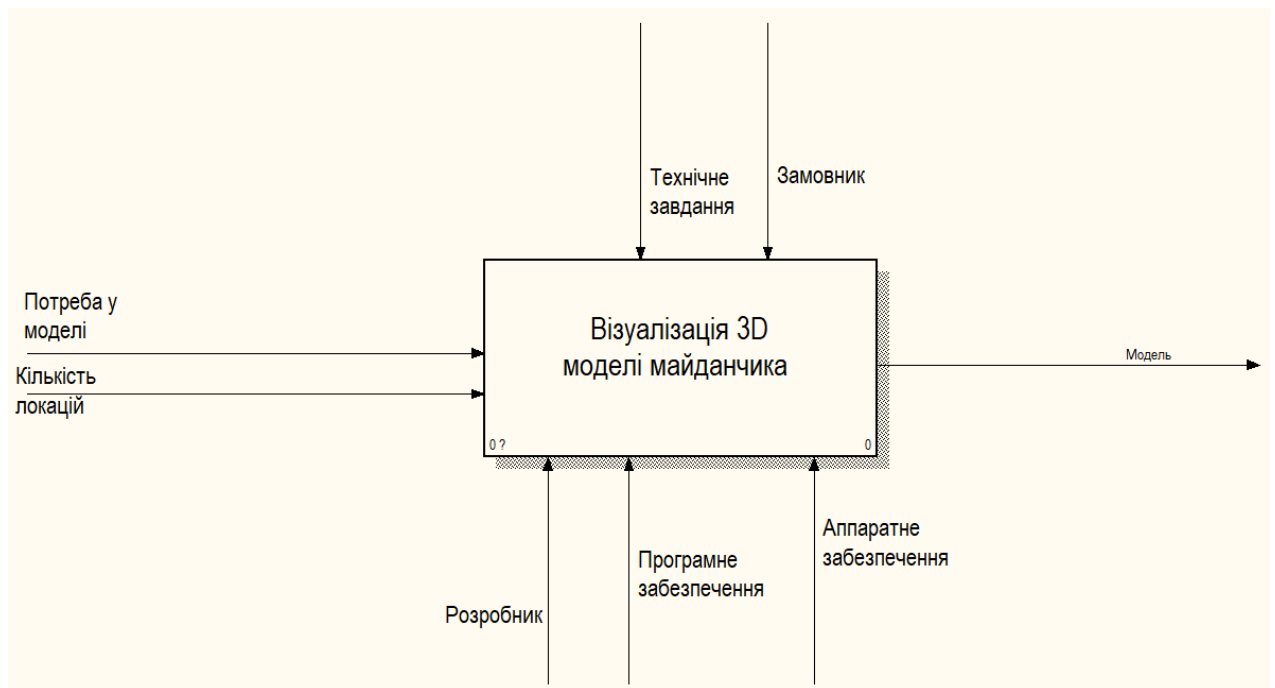 Технічне
завдання
Замовник
Потреба у
моделі
Кількість
локацій
Візуалізація 3D
моделі майданчика
0 ?
0
Модель
Розробник
Програмне
забезпечення
Аппаратне
забезпечення